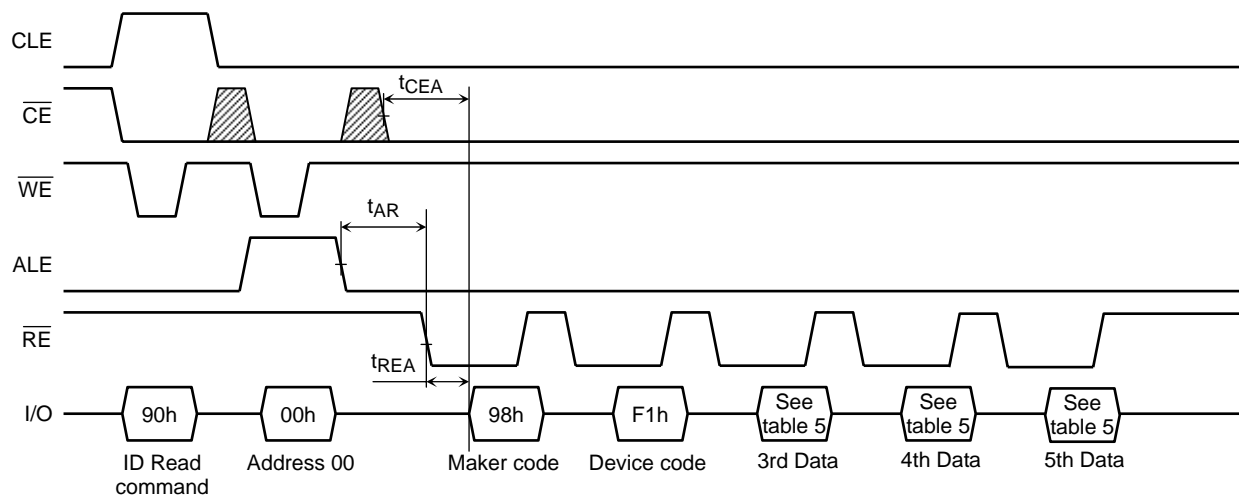 CLE
tCEA
CE
WE
tAR
ALE
RE
tREA
I/O
90h
00h
98h
F1h
See
table 5
See
table 5
See
table 5
ID Read
command
Address 00
Maker code
Device code
3rd Data
4th Data
5th Data